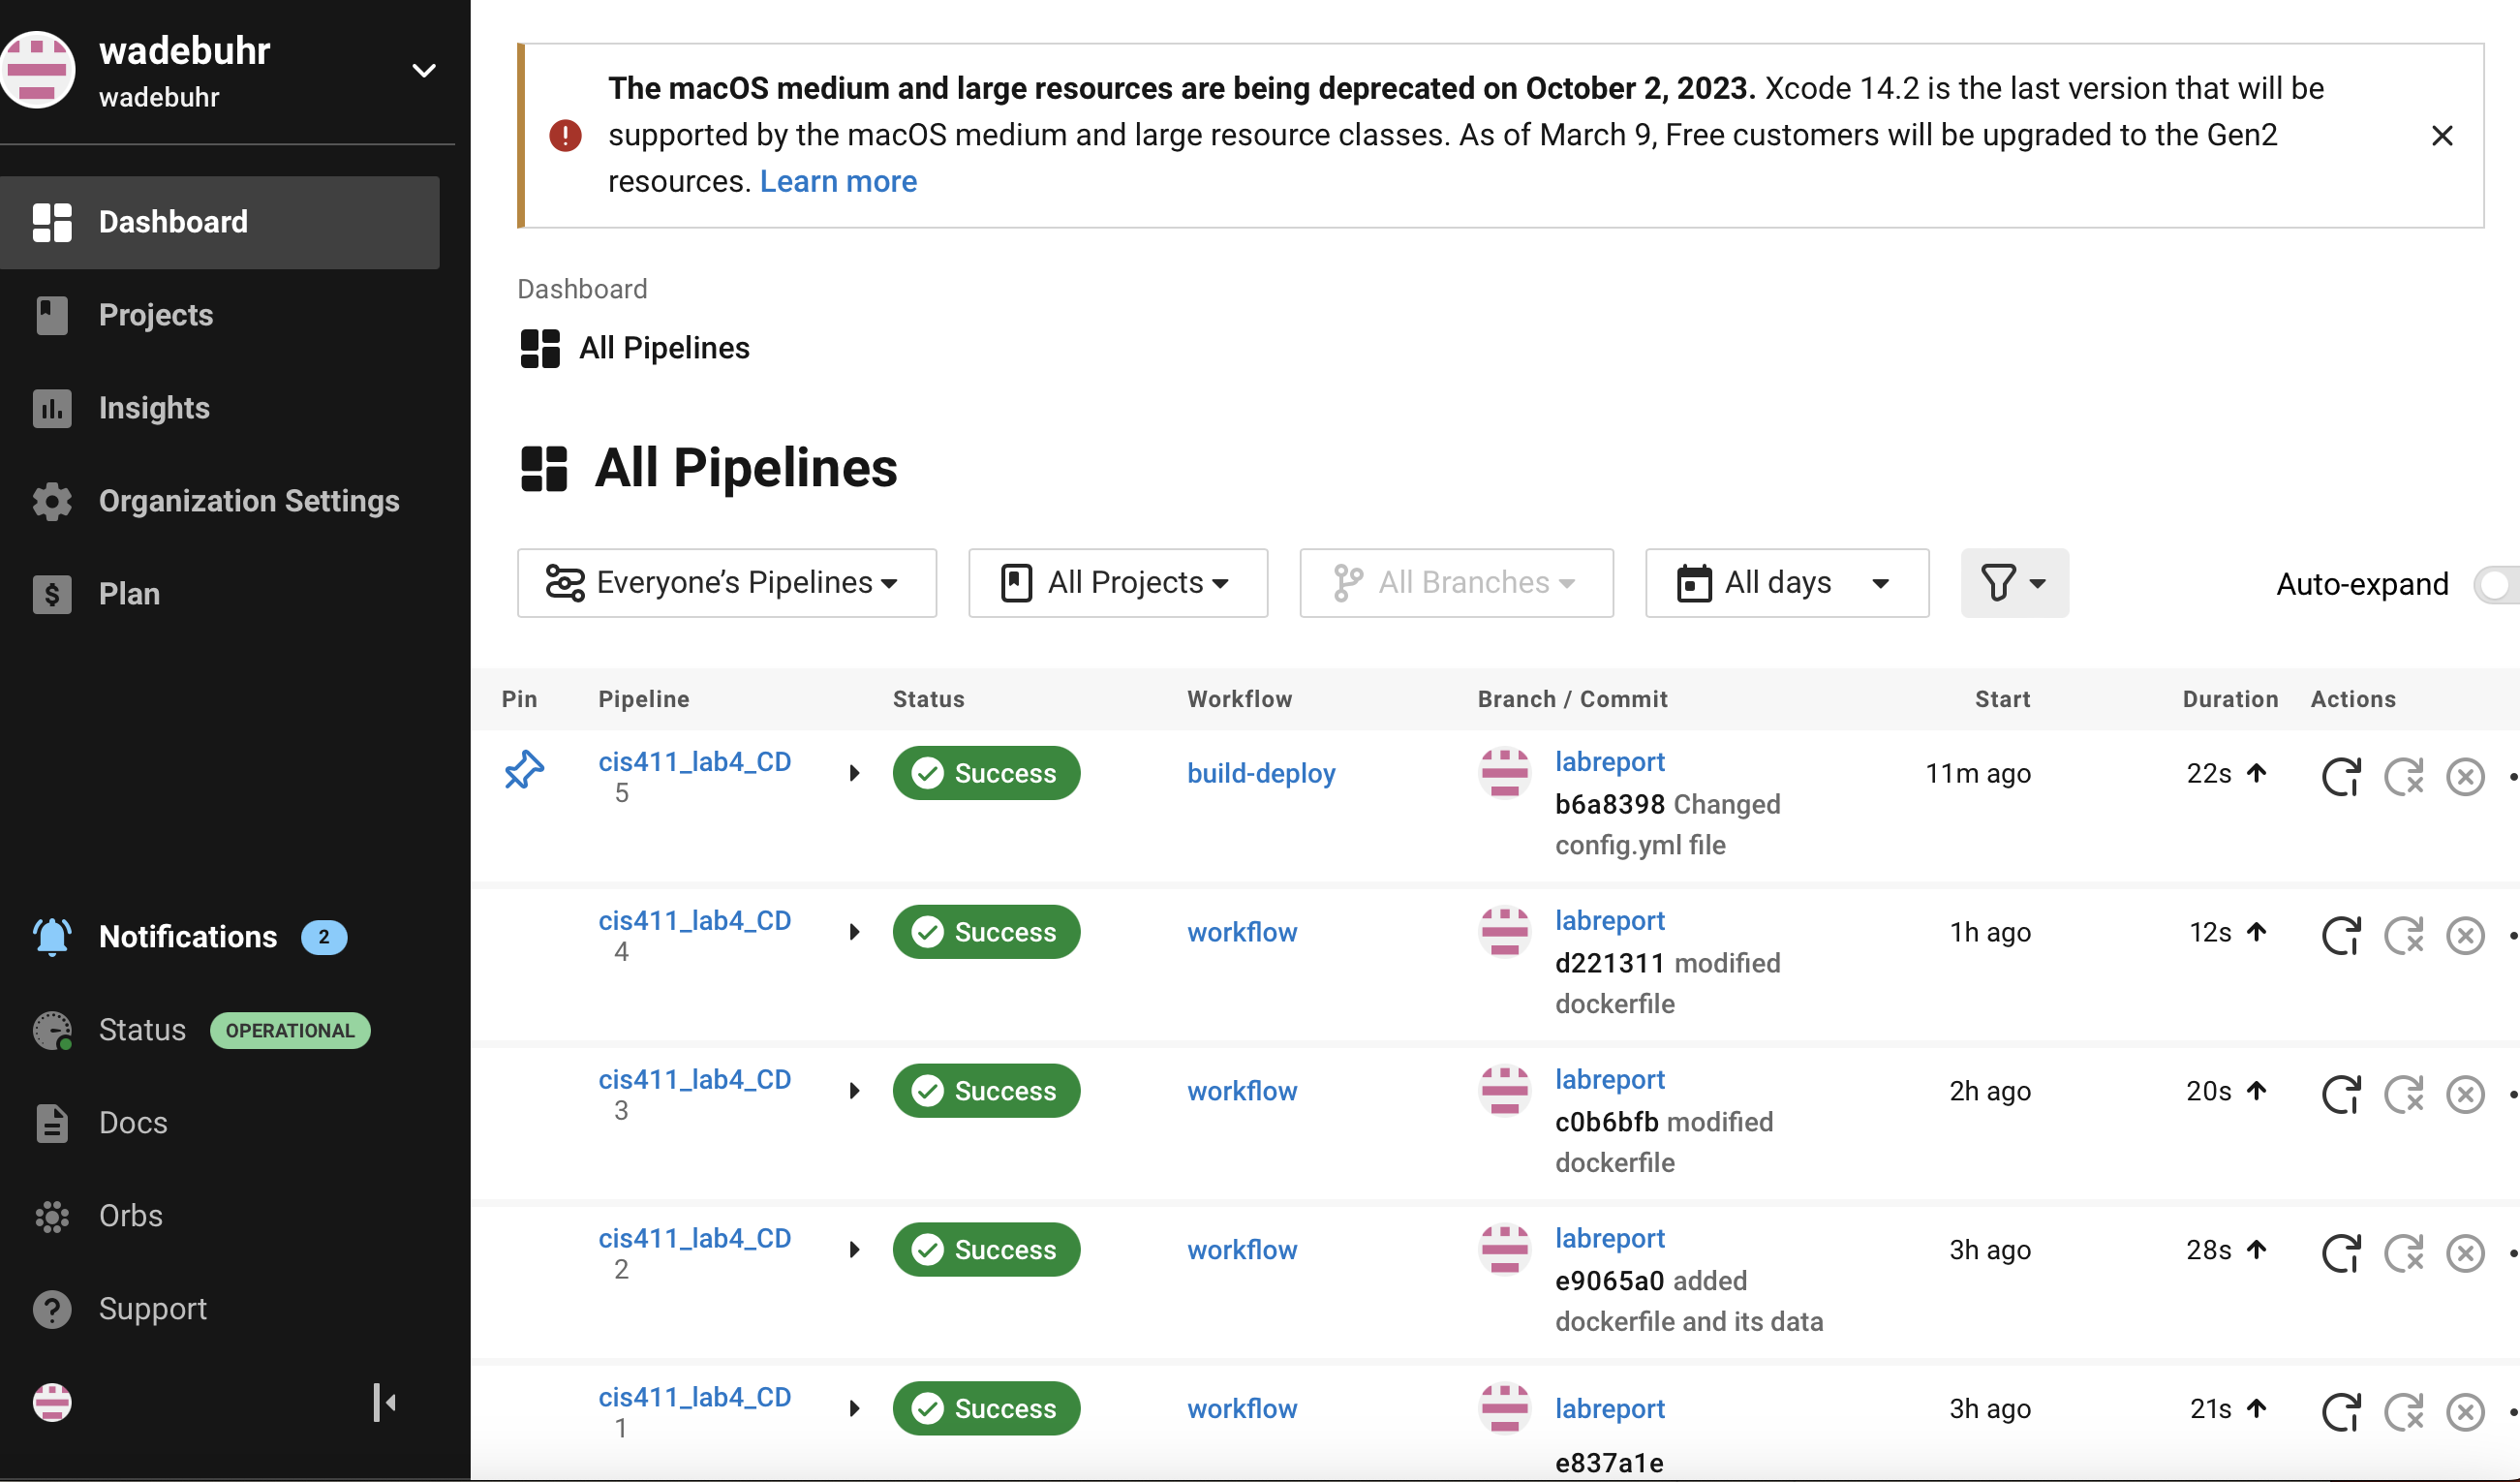 wadebuhr
wadebuhr
Dashboard
Projects
Insights
Organization Settings
Plan
Notifications 2
Status OPERATIONAL
Docs
Orbs
Support
The macOS medium and large resources are being deprecated on October 2, 2023. Xcode 14.2 is the last version that will be
supported by the macOS medium and large resource classes. As of March 9, Free customers will be upgraded to the Gen2
resources. Learn more
Dashboard
All Pipelines
All Pipelines
Everyone’s Pipelines All Projects All Branches All days Auto-expand
Pin Pipeline Status Workflow Branch / Commit Start Duration Actions
cis411_lab4_CD Success build-deploy labreport 11m ago 22s
5 b6a8398 Changed
config.yml file
cis411_lab4_CD Success workflow labreport 1h ago 12s
4 d221311 modified
dockerfile
cis411_lab4_CD Success workflow labreport 2h ago 20s
3 c0b6bfb modified
dockerfile
cis411_lab4_CD Success workflow labreport 3h ago 28s
2 e9065a0 added
dockerfile and its data
cis411_lab4_CD Success workflow labreport 3h ago 21s
1 e837a1e